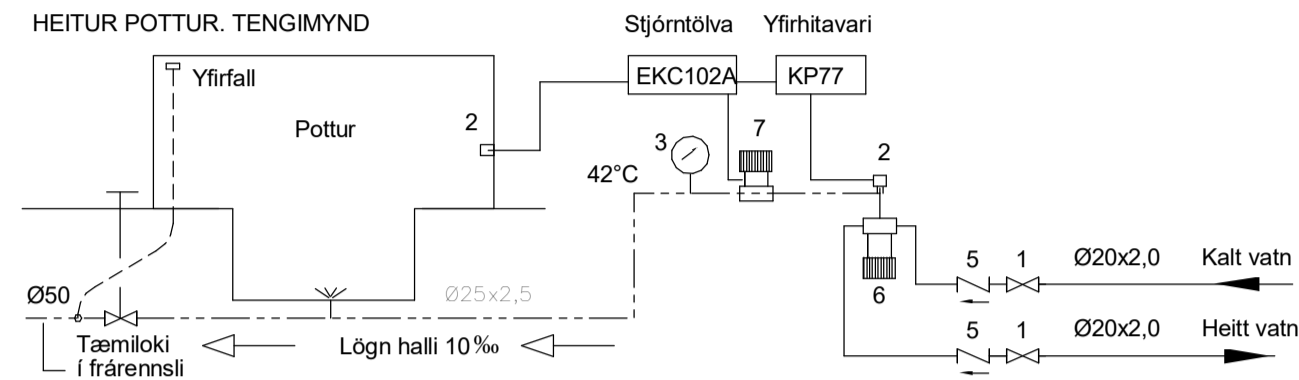 HEITUR POTTUR. TENGIMYND
Stjórntölva
Yfirhitavari
Yfirfall
EKC102A
KP77
Pottur
2
3
7
2
42°C
5
1
Ø20x2,0
Kalt vatn
6
Ø50
Ø25x2,5
5
1
Ø20x2,0
Heitt vatn
Tæmiloki
í frárennsli
Lögn halli 10‰